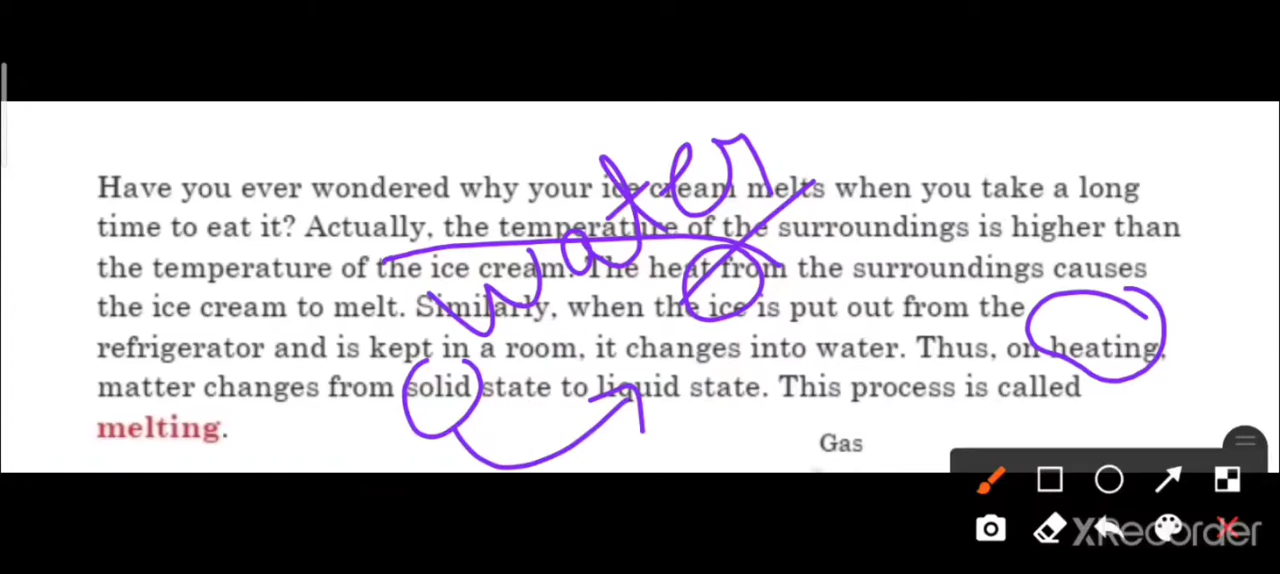 Have you ever wondered why your ice cream melts when you take a long
time to eat it? Actually, the temperature of the surroundings is higher than
the temperature of the ice cream. The heat from the surroundings causes
the ice cream to melt. Similarly, when the ice is put out from the
refrigerator and is kept in a room, it changes into water. Thus, on heating,
matter changes from solid state to liquid state. This process is called
melting.
water
Gas
XRecorder